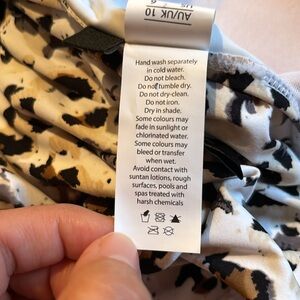 AU/UK 10
US 6
Hand wash separately
in cold water.
Do not bleach.
Do not tumble dry.
Do not dry-clean.
Do not iron.
Dry in shade.
Some colours may
fade in sunlight or
chlorinated water.
Some colours may
bleed or transfer
when wet.
Avoid contact with
suntan lotions, rough
surfaces, pools and
spas treated with
harsh chemicals